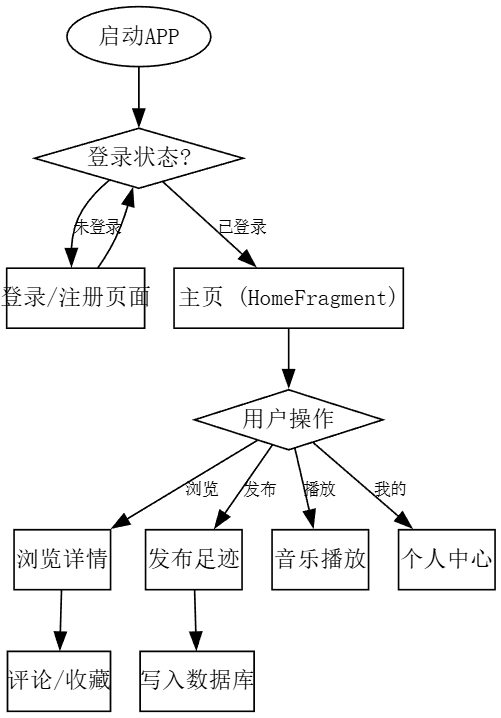 启动APP
登录状态?
未登录
已登录
登录/注册页面
主页 (HomeFragment)
用户操作
浏览
发布
播放
我的
浏览详情
发布足迹
音乐播放
个人中心
评论/收藏
写入数据库